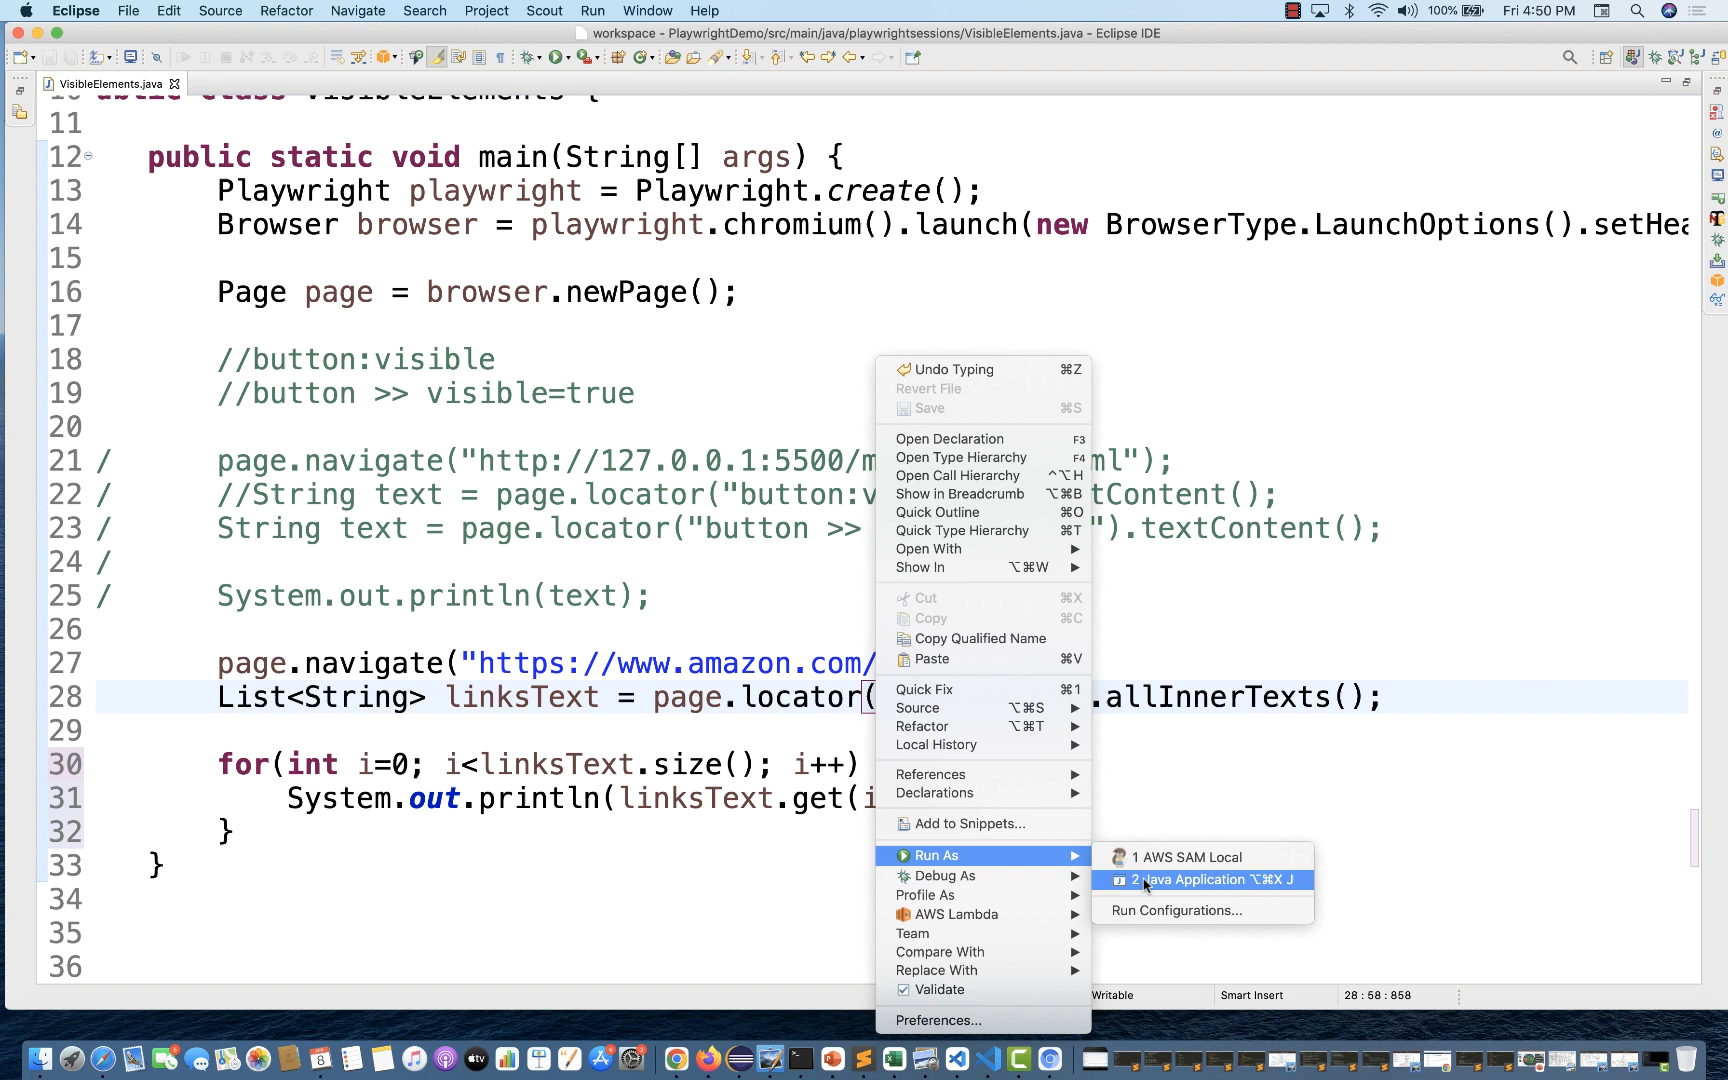 Eclipse File Edit Source Refactor Navigate Search Project Scout Run Window Help 100% Fri 4:50 PM
workspace - PlaywrightDemo/src/main/java/playwrightsessions/VisibleElements.java - Eclipse IDE
VisibleElements.java
11
12 public static void main(String[] args) {
13 Playwright playwright = Playwright.create();
14 Browser browser = playwright.chromium().launch(new BrowserType.LaunchOptions().setHea
15
16 Page page = browser.newPage();
17
18 //button:visible
19 //button >> visible=true
20
21 // page.navigate("http://127.0.0.1:5500/m ml");
22 // //String text = page.locator("button:v tContent();
23 // String text = page.locator("button >> ").textContent();
24 //
25 // System.out.println(text);
26
27 page.navigate("https://www.amazon.com/
28 List<String> linksText = page.locator( .allInnerTexts();
29
30 for(int i=0; i<linksText.size(); i++)
31 System.out.println(linksText.get(i
32 }
33 }
34
35
36
Undo Typing ⌘Z
Revert File
Save ⌘S
Open Declaration F3
Open Type Hierarchy F4
Open Call Hierarchy ^⌥H
Show in Breadcrumb ⌥⌘B
Quick Outline ⌘O
Quick Type Hierarchy ⌘T
Open With
Show In ⌥⌘W
Cut ⌘X
Copy ⌘C
Copy Qualified Name
Paste ⌘V
Quick Fix ⌘1
Source ⌥⌘S
Refactor ⌥⌘T
Local History
References
Declarations
Add to Snippets...
Run As
Debug As
Profile As
AWS Lambda
Team
Compare With
Replace With
Validate
Preferences...
1 AWS SAM Local
2 Java Application ⌥⌘X J
Run Configurations...
Writable Smart Insert 28 : 58 : 858